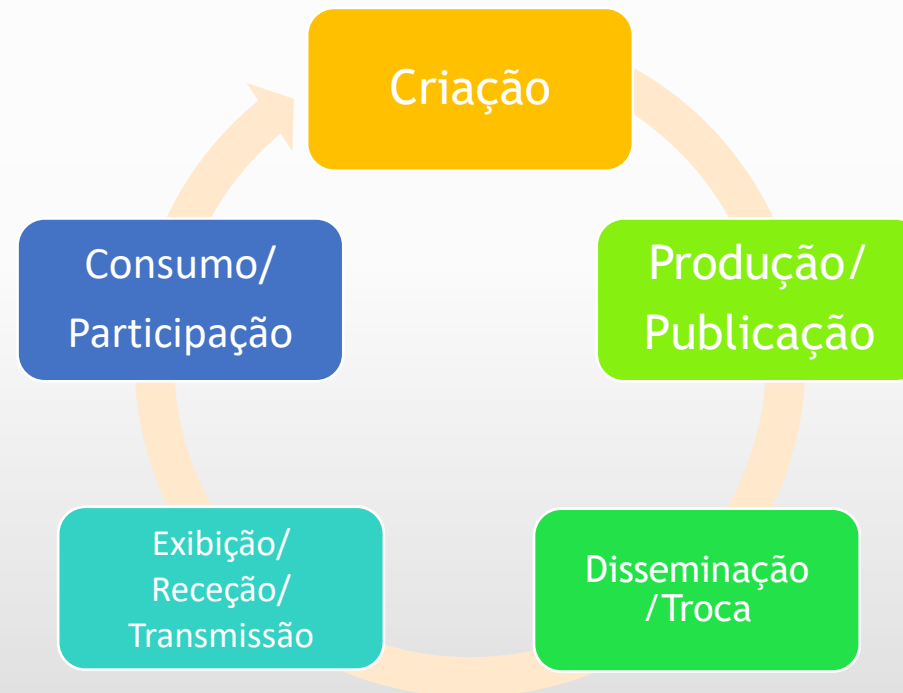 Criação
Produção/
Publicação
Disseminação
/Troca
Exibição/
Receção/
Transmissão
Consumo/
Participação